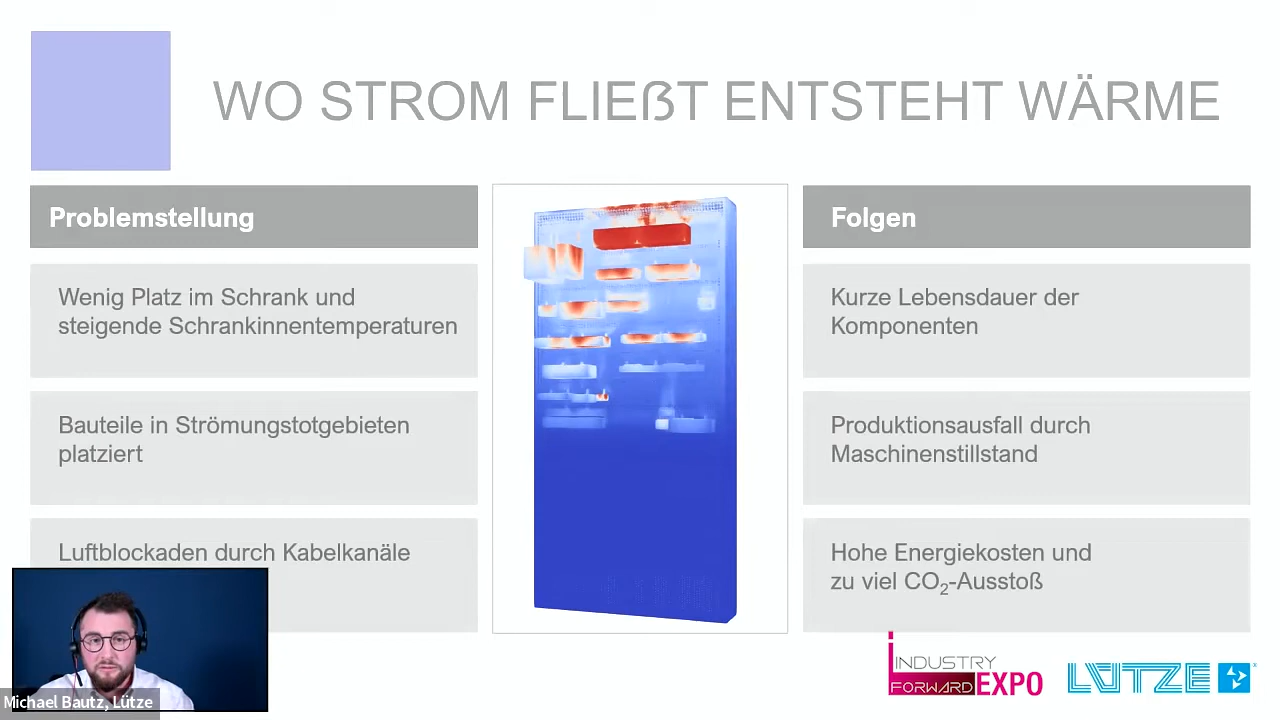 WO STROM FLIEẞT ENTSTEHT WÄRME
Problemstellung
Wenig Platz im Schrank und
steigende Schrankinnentemperaturen
Bauteile in Strömungstotgebieten
platziert
Luftblockaden durch Kabelkanäle
Folgen
Kurze Lebensdauer der
Komponenten
Produktionsausfall durch
Maschinenstillstand
Hohe Energiekosten und
zu viel CO₂-Ausstoß
Michael Bautz, Lütze
INDUSTRY
FORWARD EXPO
LÜTZE